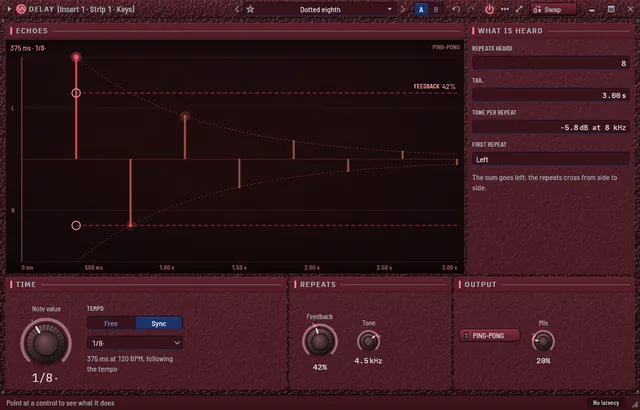 DELAY (Insert 1 · Strip 1 · Keys)
Dotted eighth
A B
Swap
ECHOES
375 ms · 1/8·
PING-PONG
FEEDBACK 42%
L
R
0 ms 500 ms 1.00 s 1.50 s 2.00 s 2.50 s 3.00 s
WHAT IS HEARD
REPEATS HEARD
8
TAIL
3.00 s
TONE PER REPEAT
-5.8 dB at 8 kHz
FIRST REPEAT
Left
The sum goes left; the repeats cross from side to
side.
TIME
Note value
1/8·
TEMPO
Free Sync
1/8·
375 ms at 120 BPM, following
the tempo
REPEATS
Feedback
42%
Tone
4.5 kHz
OUTPUT
PING-PONG
Mix
20%
Point at a control to see what it does
No latency